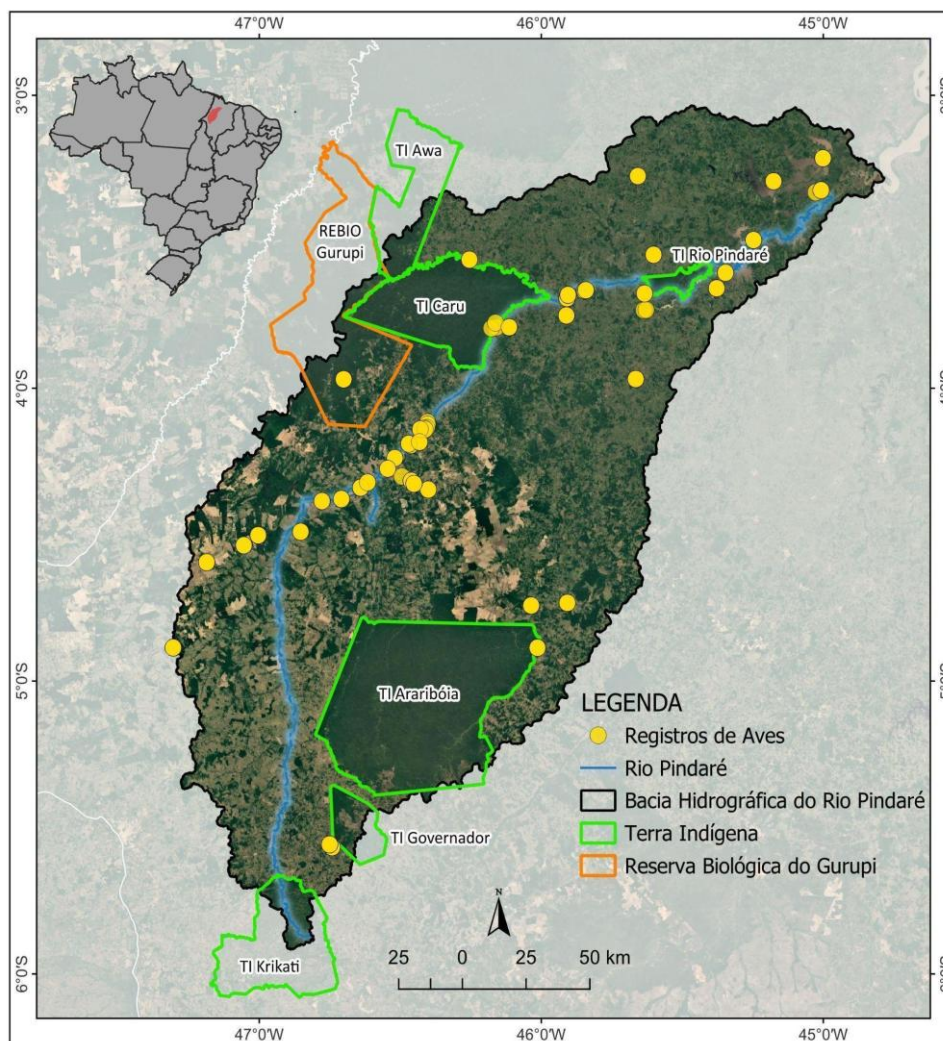 47°0'W 46°0'W 45°0'W
3°0'S
TI Awa
REBIO
Gurupi
TI Rio Pindaré
TI Caru
4°0'S
5°0'S
TI Araribóia
LEGENDA
Registros de Aves
Rio Pindaré
Bacia Hidrográfica do Rio Pindaré
Terra Indígena
Reserva Biológica do Gurupi
TI Governador
N
TI Krikati
25 0 25 50 km
6°0'S
47°0'W 46°0'W 45°0'W